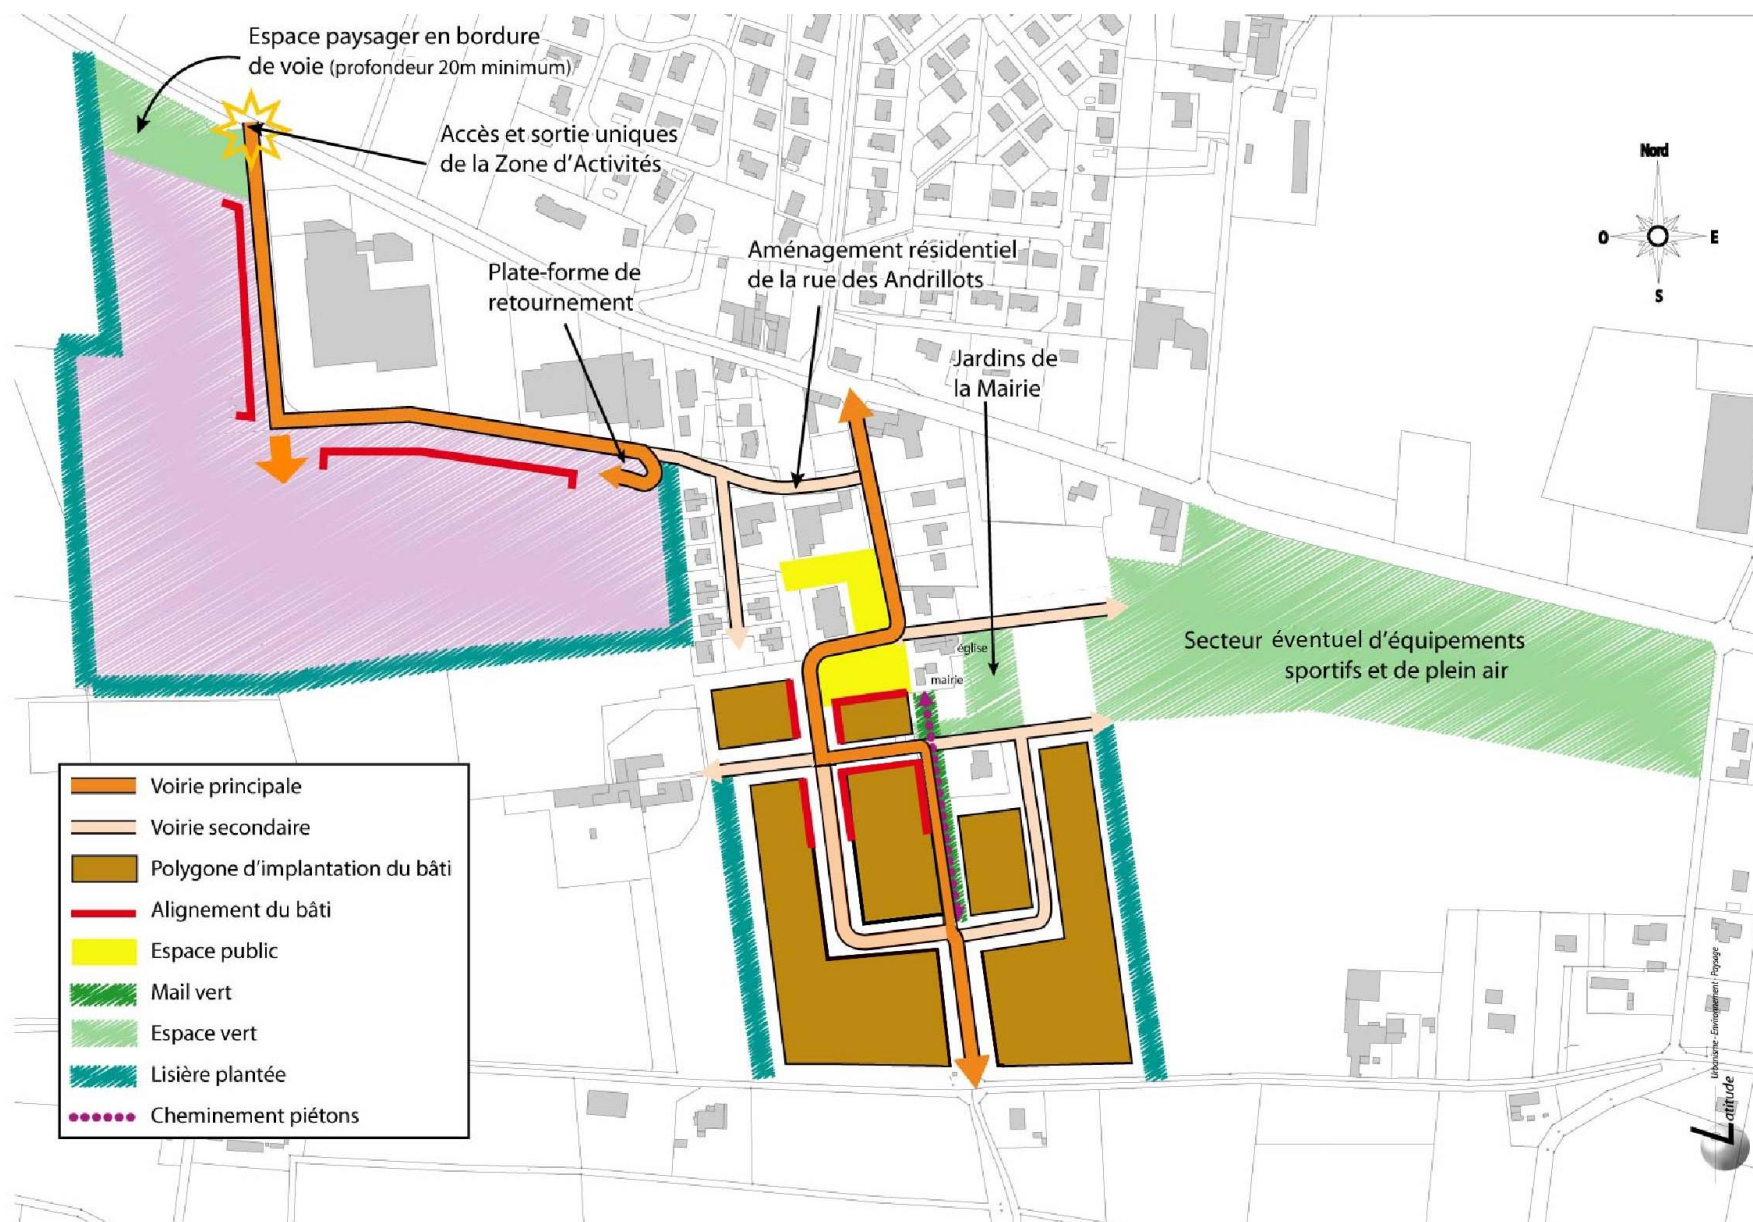 Espace paysager en bordure
de voie (profondeur 20m minimum)
Accès et sortie uniques
de la Zone d'Activités
Nord
O
E
S
Aménagement résidentiel
de la rue des Andrillots
Plate-forme de
retournement
Jardins de
la Mairie
Secteur éventuel d'équipements
sportifs et de plein air
église
mairie
Voirie principale
Voirie secondaire
Polygone d'implantation du bâti
Alignement du bâti
Espace public
Mail vert
Espace vert
Lisière plantée
Cheminement piétons
Urbanisme - Environnement - Paysage
Latitude